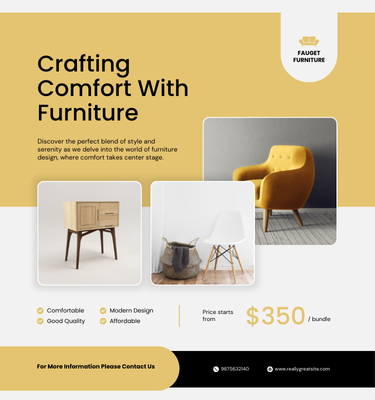 FAUGET
FURNITURE
Crafting
Comfort With
Furniture
Discover the perfect blend of style and
serenity as we delve into the world of furniture
design, where comfort takes center stage.
Comfortable
Modern Design
Good Quality
Affordable
Price starts
from
$350 / bundle
For More Information Please Contact Us
9875632140
www.reallygreatsite.com